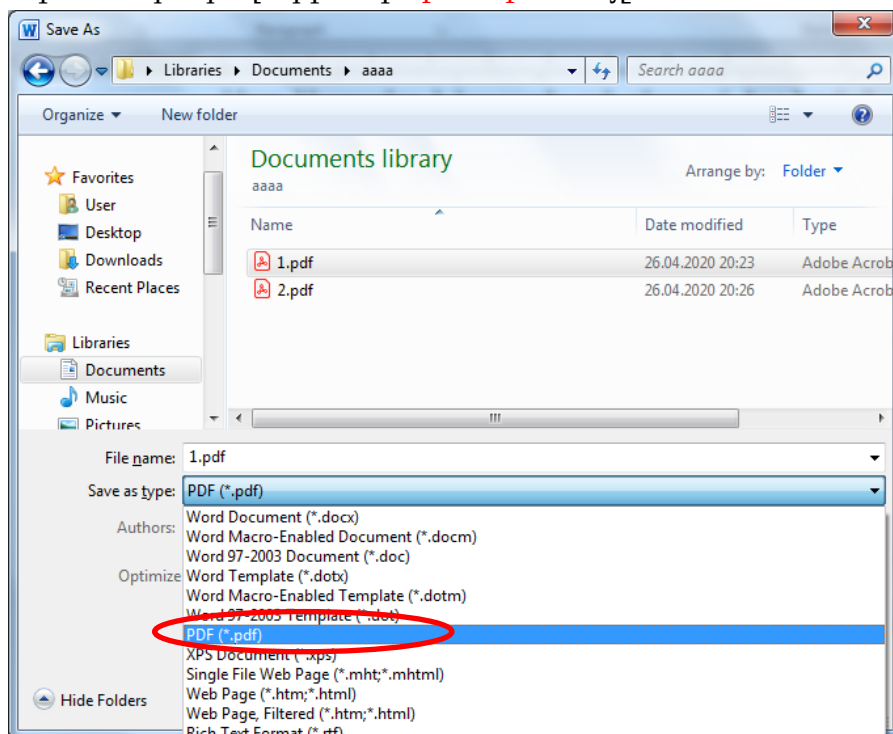 Save As
Libraries ▸ Documents ▸ aaaa
Search aaaa
Organize
New folder
Documents library
aaaa
Arrange by: Folder
Favorites
User
Desktop
Downloads
Recent Places
Libraries
Documents
Music
Pictures
Name Date modified Type
1.pdf 26.04.2020 20:23 Adobe Acrob
2.pdf 26.04.2020 20:26 Adobe Acrob
File name: 1.pdf
Save as type: PDF (*.pdf)
Authors:
Optimize
Word Document (*.docx)
Word Macro-Enabled Document (*.docm)
Word 97-2003 Document (*.doc)
Word Template (*.dotx)
Word Macro-Enabled Template (*.dotm)
Word 97-2003 Template (*.dot)
PDF (*.pdf)
XPS Document (*.xps)
Single File Web Page (*.mht;*.mhtml)
Web Page (*.htm;*.html)
Web Page, Filtered (*.htm;*.html)
Rich Text Format (*.rtf)
Hide Folders